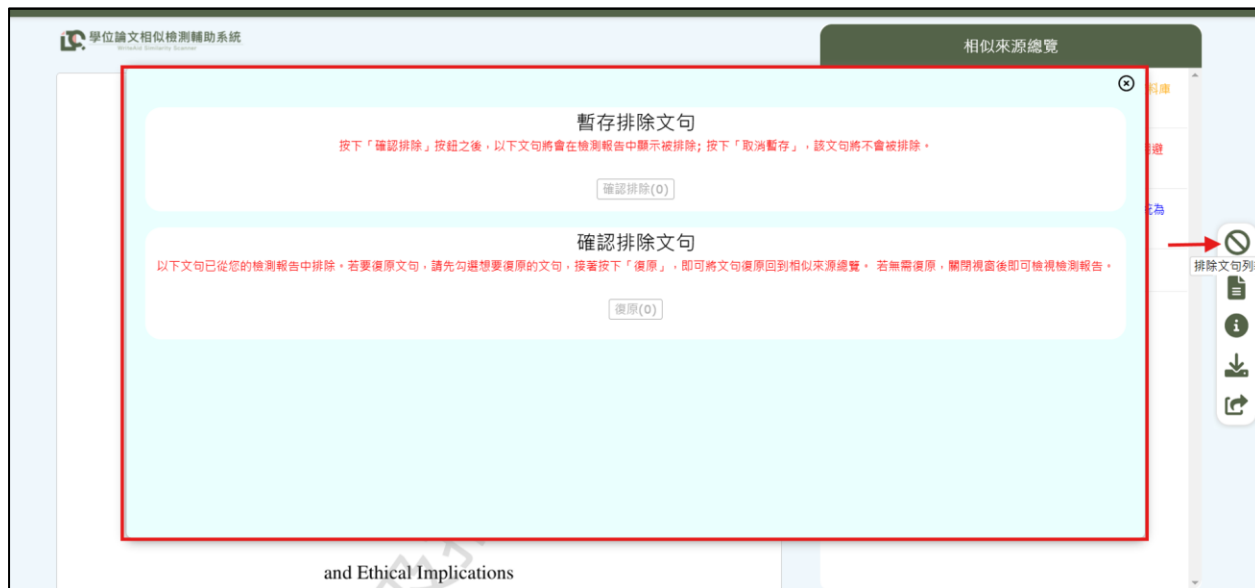 學位論文相似檢測輔助系統
WriteAid Similarity Scanner
相似來源總覽
科庫
暫存排除文句
按下「確認排除」按鈕之後，以下文句將會在檢測報告中顯示被排除; 按下「取消暫存」，該文句將不會被排除。
避
確認排除(0)
為
確認排除文句
以下文句已從您的檢測報告中排除。若要復原文句，請先勾選想要復原的文句，接著按下「復原」，即可將文句復原回到相似來源總覽。 若無需復原，關閉視窗後即可檢視檢測報告。
排除文句列
復原(0)
and Ethical Implications